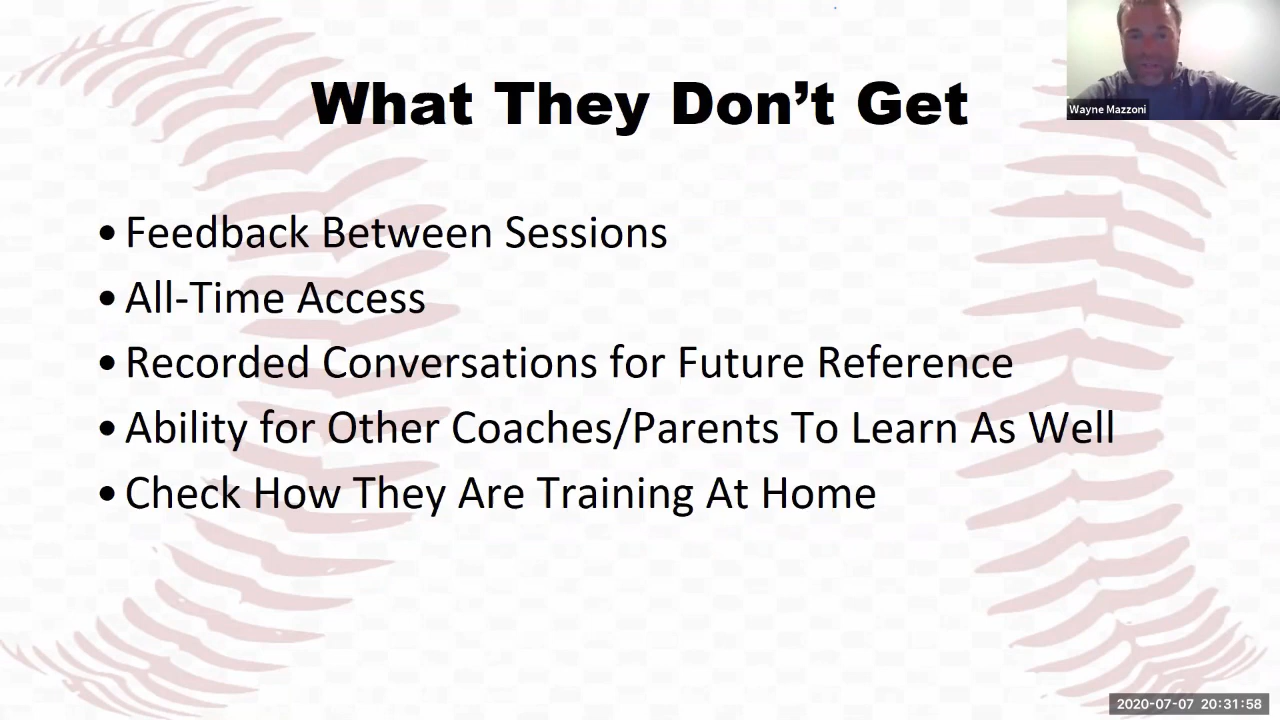 What They Don’t Get
Wayne Mazzoni
• Feedback Between Sessions
• All-Time Access
• Recorded Conversations for Future Reference
• Ability for Other Coaches/Parents To Learn As Well
• Check How They Are Training At Home
2020-07-07 20:31:58